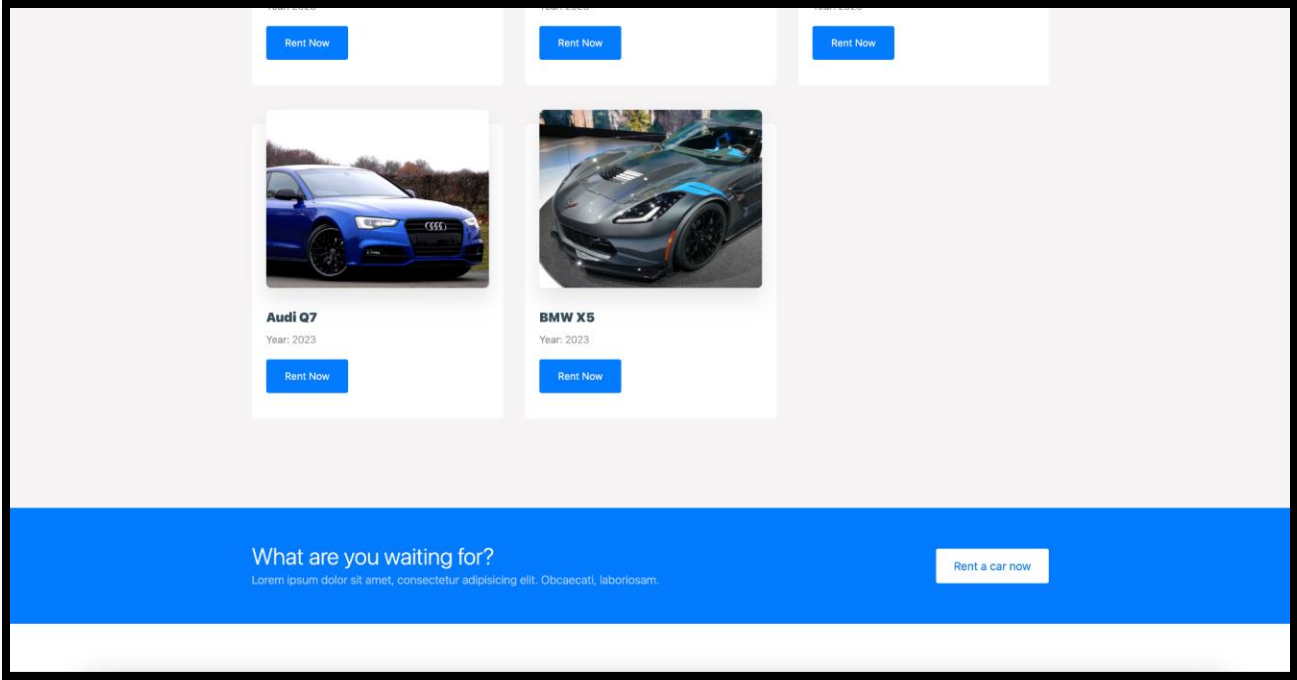 Rent Now Rent Now Rent Now
Audi Q7 BMW X5
Year: 2023 Year: 2023
Rent Now Rent Now
What are you waiting for?
Lorem ipsum dolor sit amet, consectetur adipisicing elit. Obcaecati, laboriosam.
Rent a car now